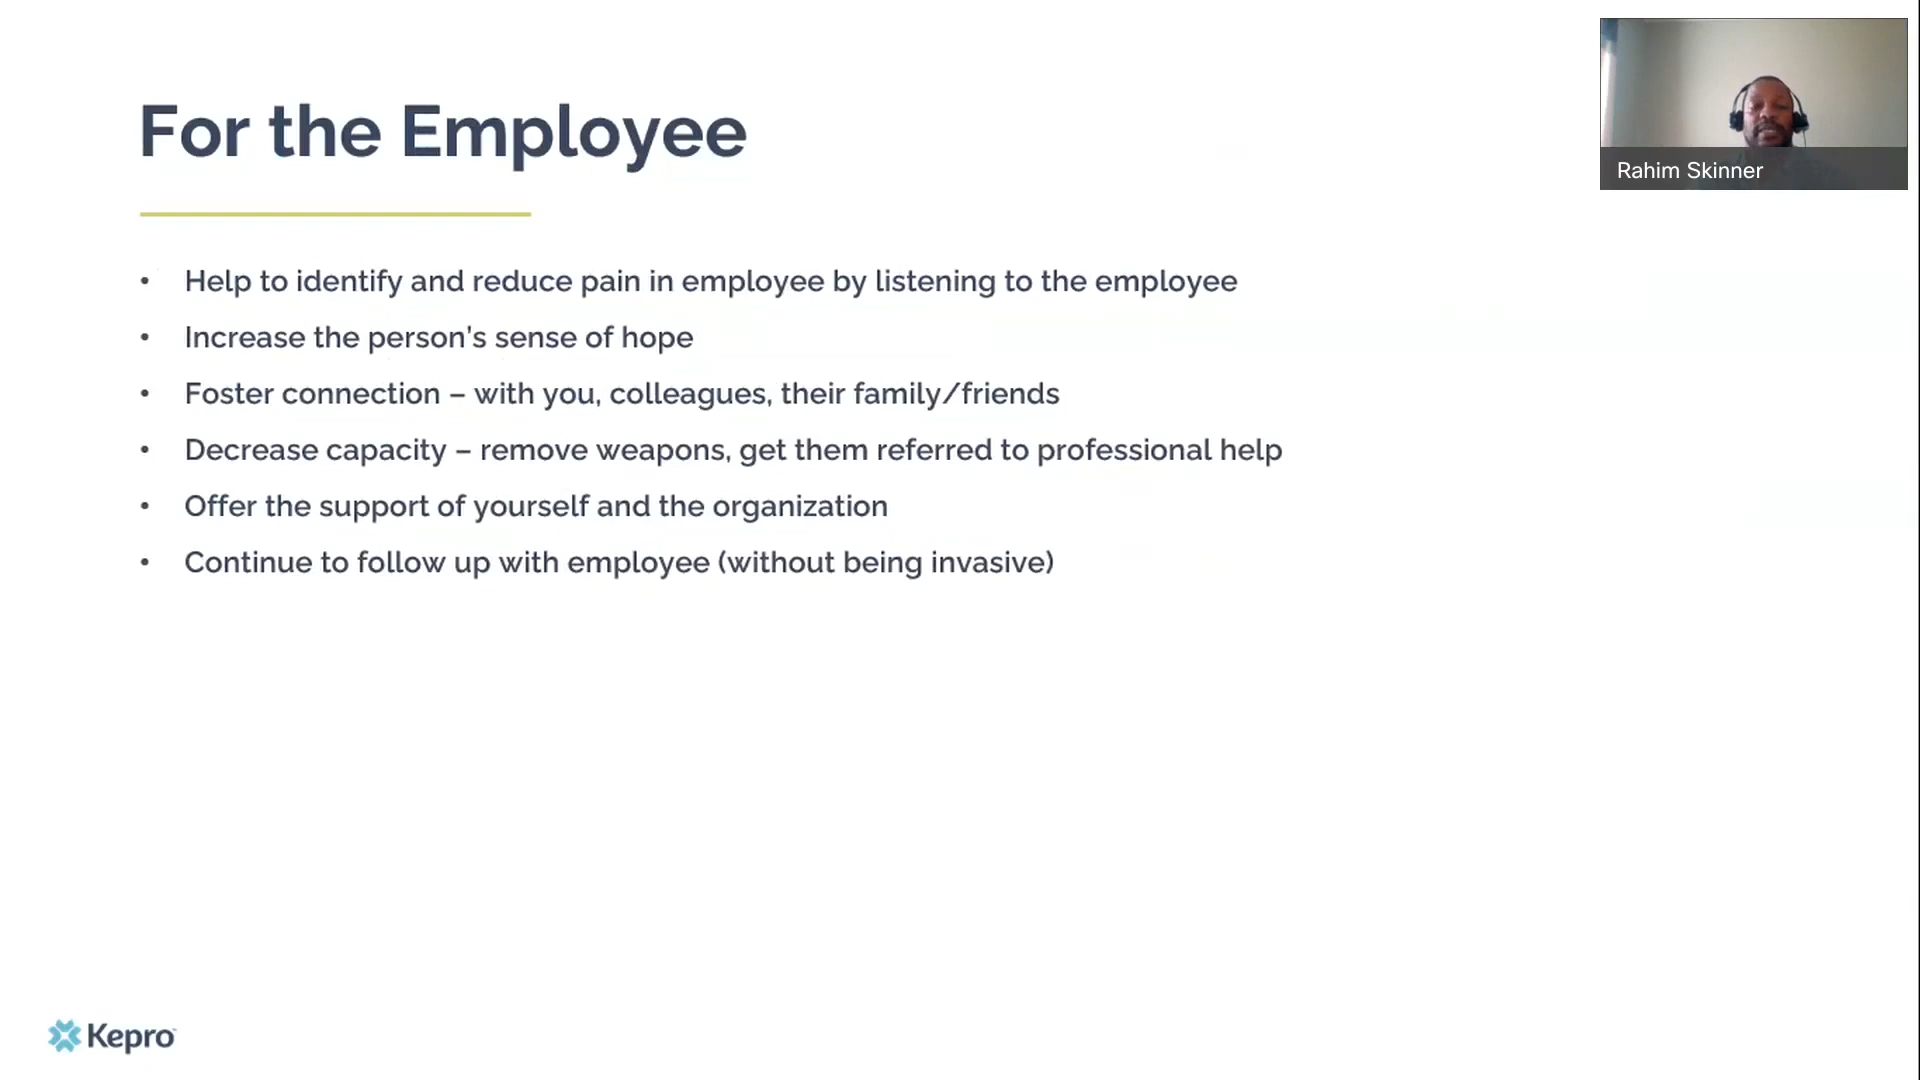 For the Employee
Rahim Skinner
• Help to identify and reduce pain in employee by listening to the employee
• Increase the person’s sense of hope
• Foster connection – with you, colleagues, their family/friends
• Decrease capacity – remove weapons, get them referred to professional help
• Offer the support of yourself and the organization
• Continue to follow up with employee (without being invasive)
Kepro